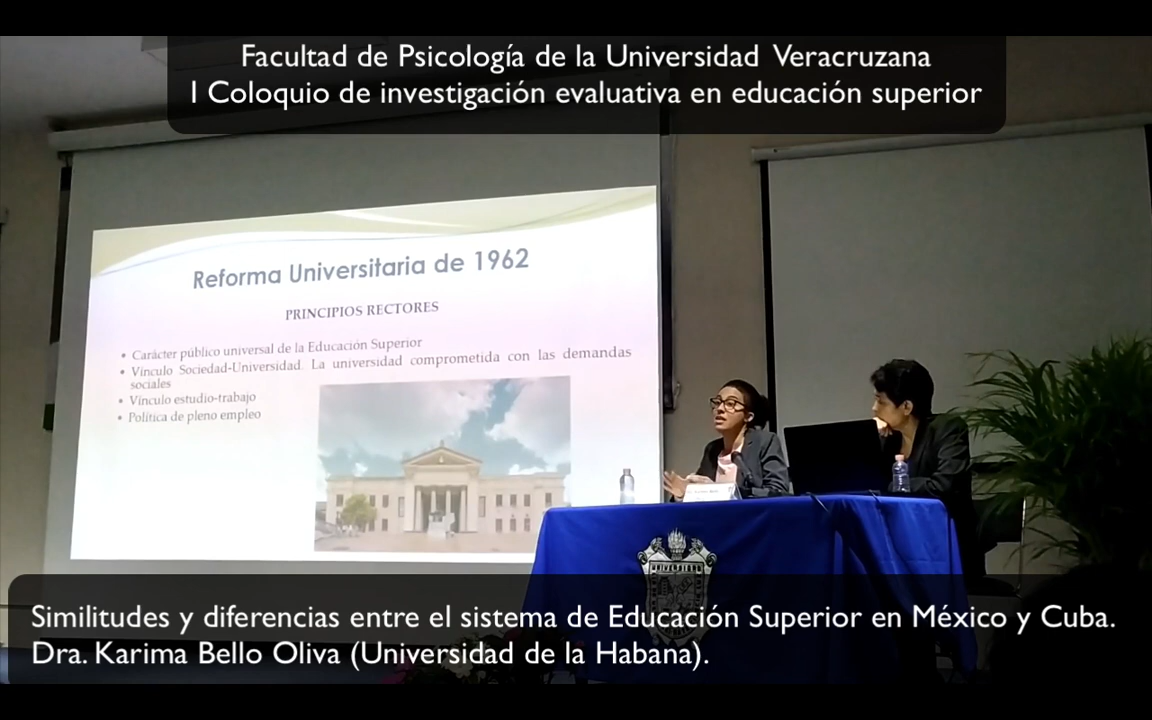 Facultad de Psicología de la Universidad Veracruzana
I Coloquio de investigación evaluativa en educación superior
Reforma Universitaria de 1962
PRINCIPIOS RECTORES
• Carácter público universal de la Educación Superior
• Vínculo Sociedad-Universidad. La universidad comprometida con las demandas
sociales
• Vínculo estudio-trabajo
• Política de pleno empleo
Similitudes y diferencias entre el sistema de Educación Superior en México y Cuba.
Dra. Karima Bello Oliva (Universidad de la Habana).